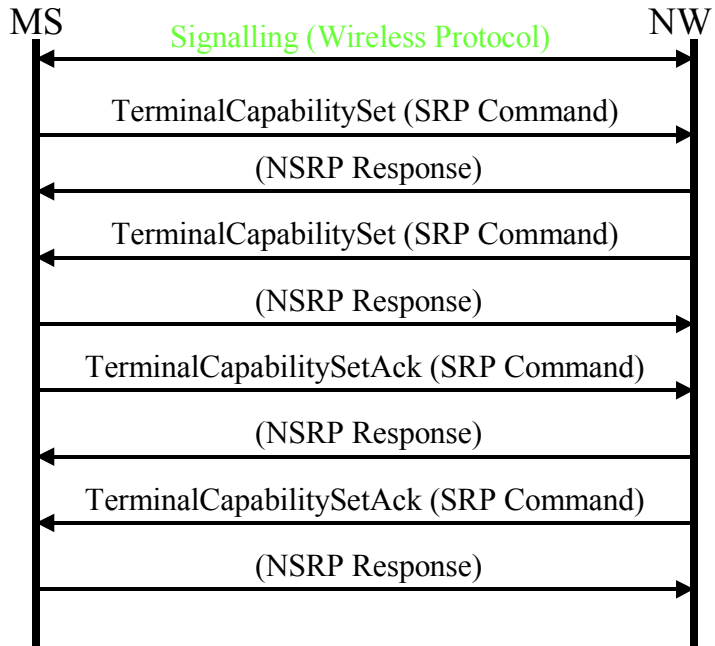 MS
NW
Signalling (Wireless Protocol)
TerminalCapabilitySet (SRP Command)
(NSRP Response)
TerminalCapabilitySet (SRP Command)
(NSRP Response)
TerminalCapabilitySetAck (SRP Command)
(NSRP Response)
TerminalCapabilitySetAck (SRP Command)
(NSRP Response)